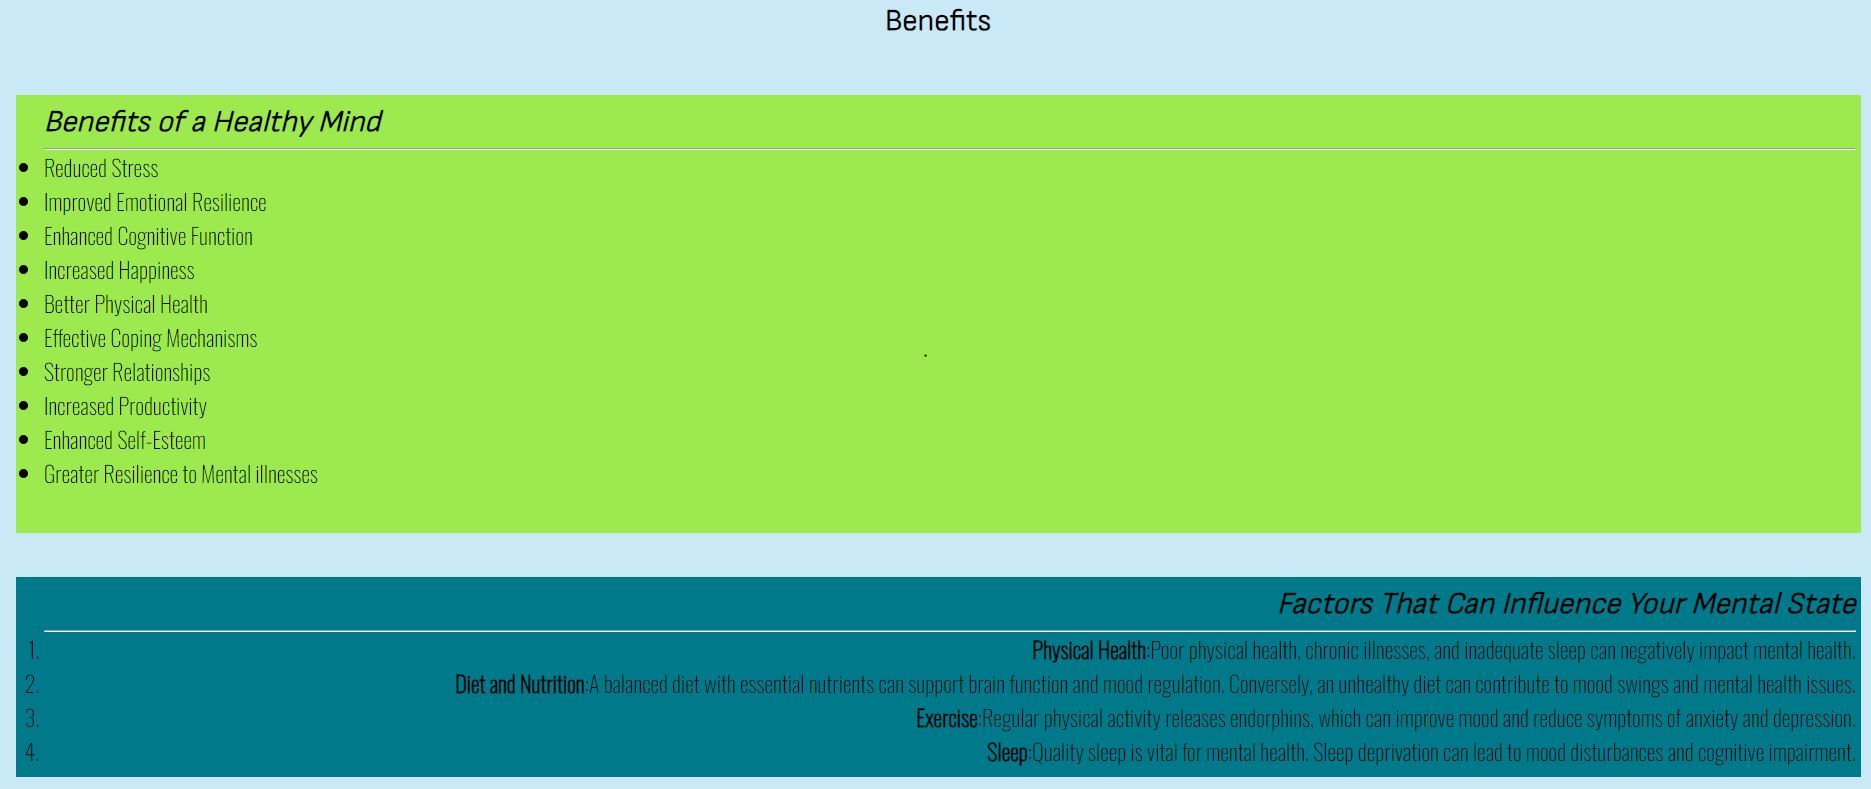 Benefits
Benefits of a Healthy Mind
• Reduced Stress
• Improved Emotional Resilience
• Enhanced Cognitive Function
• Increased Happiness
• Better Physical Health
• Effective Coping Mechanisms
.
• Stronger Relationships
• Increased Productivity
• Enhanced Self-Esteem
• Greater Resilience to Mental illnesses
Factors That Can Influence Your Mental State
1. Physical Health:Poor physical health, chronic illnesses, and inadequate sleep can negatively impact mental health.
2. Diet and Nutrition:A balanced diet with essential nutrients can support brain function and mood regulation. Conversely, an unhealthy diet can contribute to mood swings and mental health issues.
3. Exercise:Regular physical activity releases endorphins, which can improve mood and reduce symptoms of anxiety and depression.
4. Sleep:Quality sleep is vital for mental health. Sleep deprivation can lead to mood disturbances and cognitive impairment.